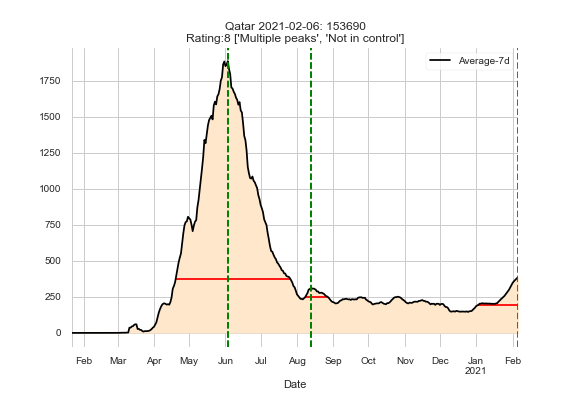 Qatar 2021-02-06: 153690
Rating:8 ['Multiple peaks', 'Not in control']
Average-7d
1750
1500
1250
1000
750
500
250
0
Feb Mar Apr May Jun Jul Aug Sep Oct Nov Dec Jan Feb
2021
Date